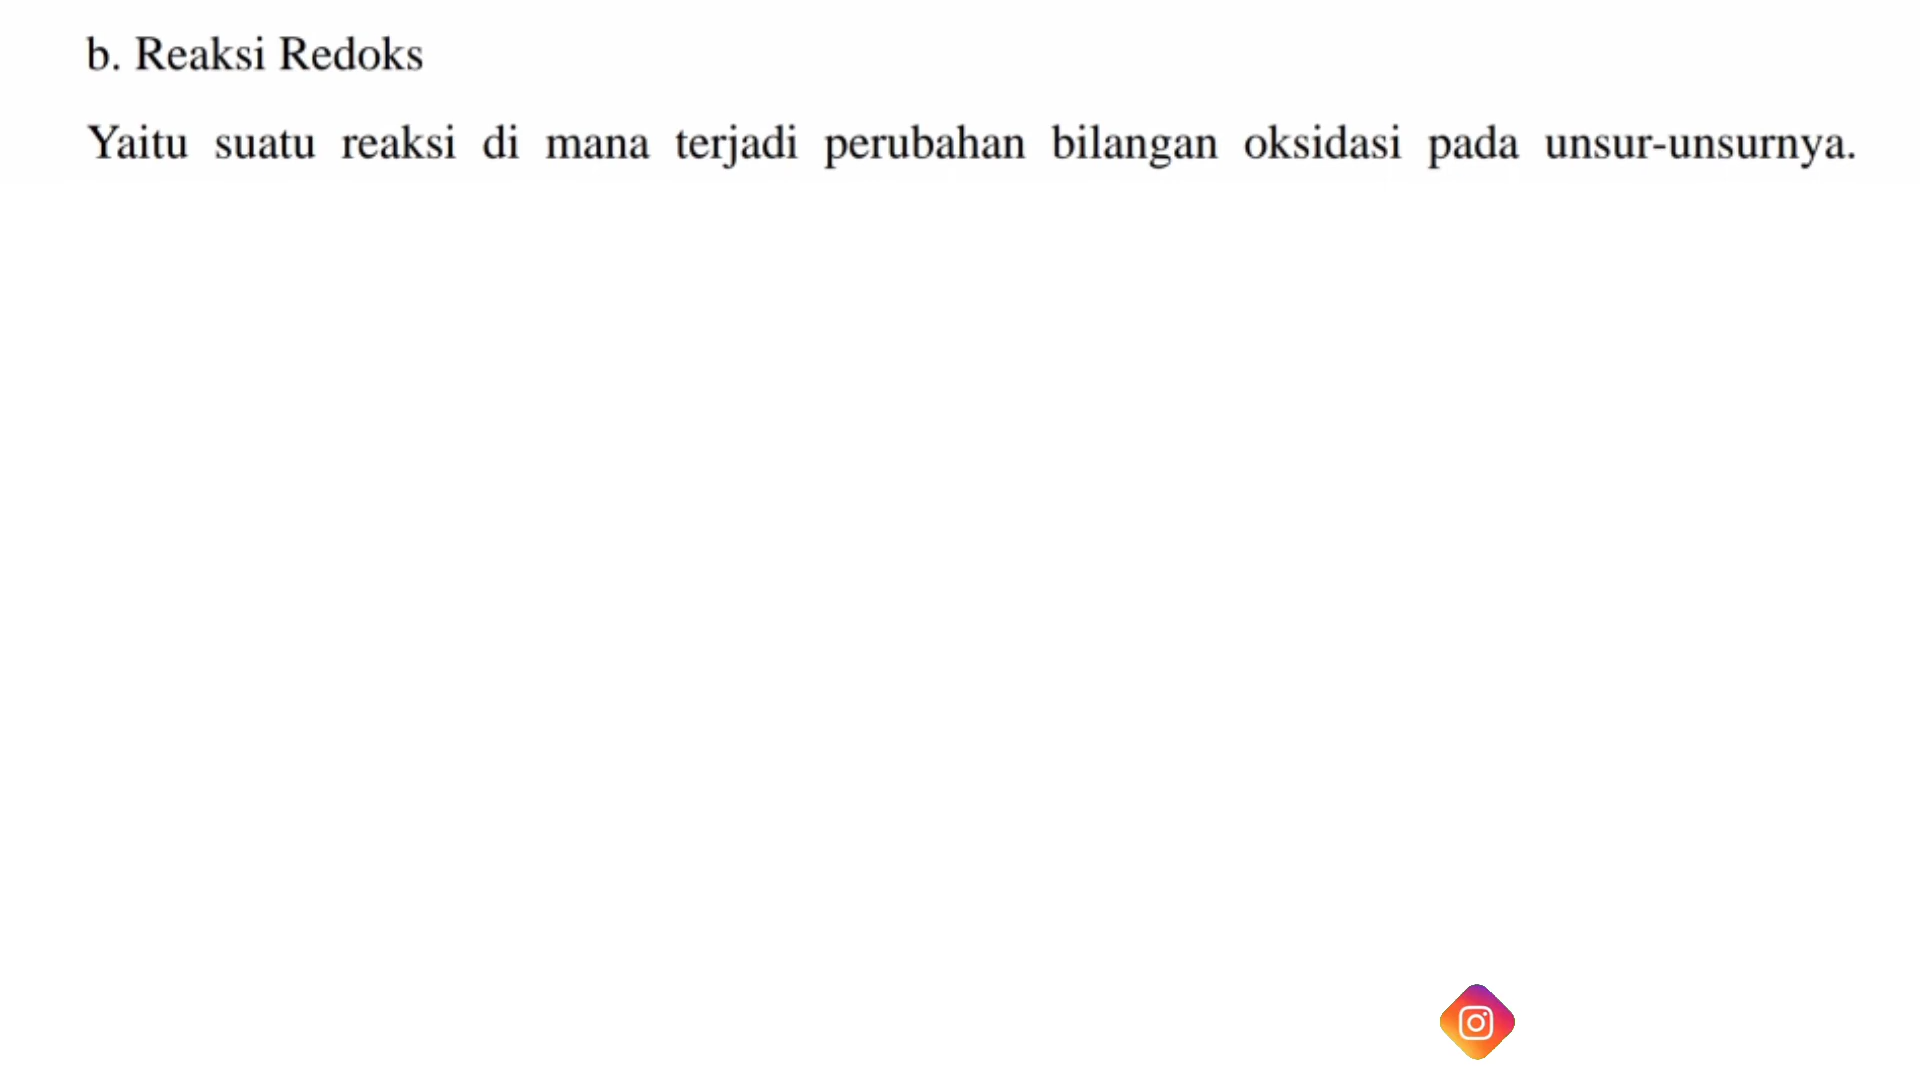 b. Reaksi Redoks
Yaitu suatu reaksi di mana terjadi perubahan bilangan oksidasi pada unsur-unsurnya.